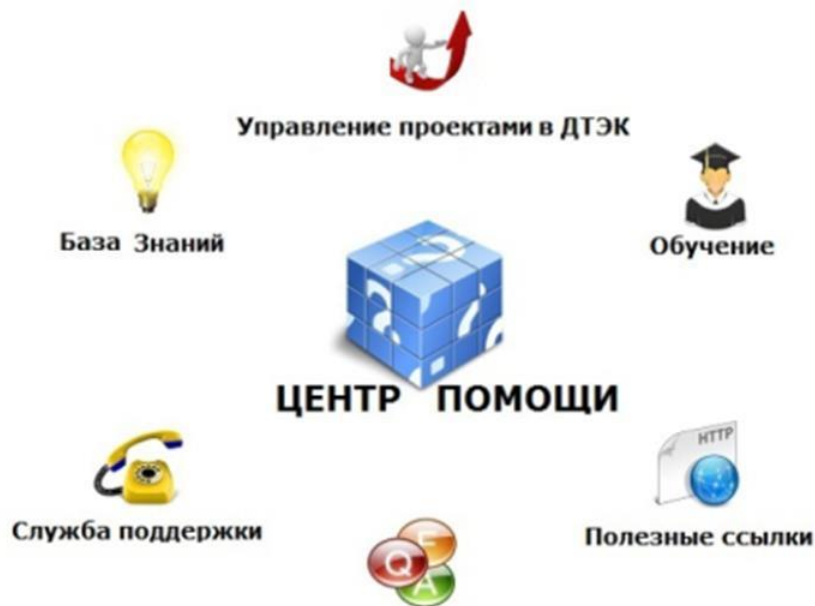 Управление проектами в ДТЭК
База Знаний
Обучение
ЦЕНТР ПОМОЩИ
HTTP
Служба поддержки
Полезные ссылки
F
Q
A